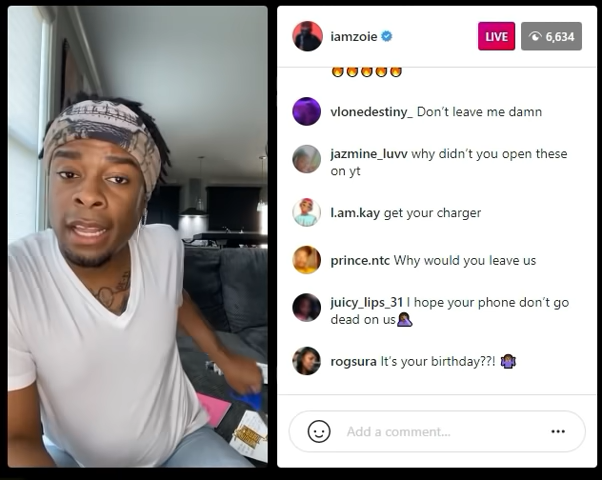 iamzoie
LIVE
6,634
vlonedestiny_ Don't leave me damn
jazmine_luvv why didn't you open these
on yt
l.am.kay get your charger
prince.ntc Why would you leave us
juicy_lips_31 I hope your phone don't go
dead on us
rogsura It's your birthday??!
Add a comment...